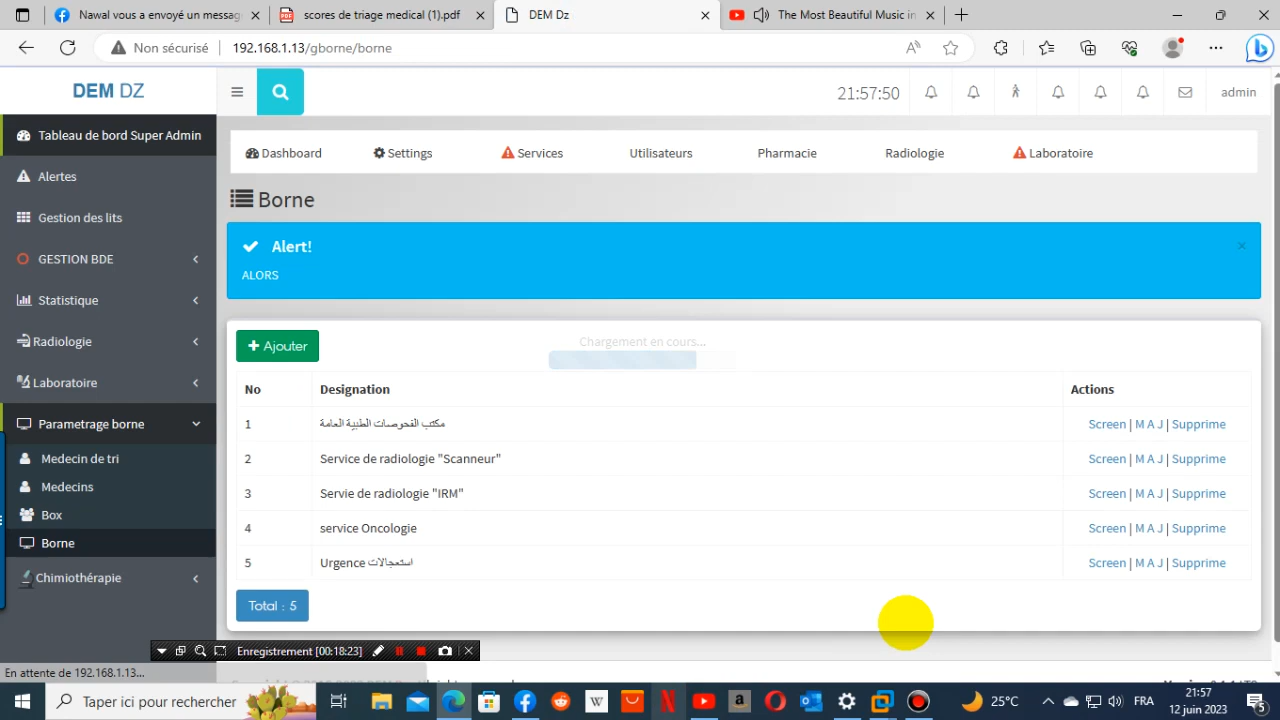 Nawal vous a envoyé un messag
scores de triage medical (1).pdf
DEM Dz
The Most Beautiful Music in
Non sécurisé
192.168.1.13/gborne/borne
DEM DZ
21:57:50
admin
Tableau de bord Super Admin
Alertes
Gestion des lits
GESTION BDE
Statistique
Radiologie
Laboratoire
Parametrage borne
Medecin de tri
Medecins
Box
Borne
Chimiothérapie
Dashboard
Settings
Services
Utilisateurs
Pharmacie
Radiologie
Laboratoire
Borne
Alert!
ALORS
Ajouter
Chargement en cours...
No Designation Actions
1 مكتب الفحوصات الطبية العامة Screen | M A J | Supprime
2 Service de radiologie "Scanneur" Screen | M A J | Supprime
3 Servie de radiologie "IRM" Screen | M A J | Supprime
4 service Oncologie Screen | M A J | Supprime
5 Urgence استعجالات Screen | M A J | Supprime
Total : 5
Enregistrement [00:18:23]
En attente de 192.168.1.13...
Taper ici pour rechercher
25°C
FRA
21:57
12 juin 2023
5